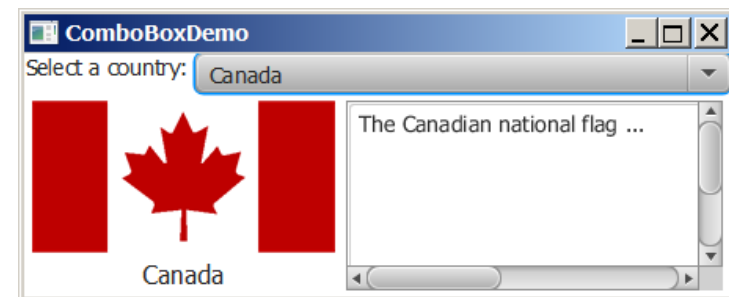 ComboBoxDemo
Select a country: Canada
The Canadian national flag ...
Canada